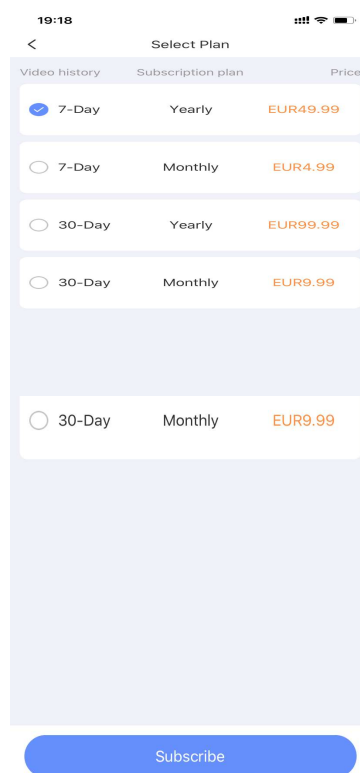 19:18
Select Plan
Video history Subscription plan Price
7-Day Yearly EUR49.99
7-Day Monthly EUR4.99
30-Day Yearly EUR99.99
30-Day Monthly EUR9.99
30-Day Monthly EUR9.99
Subscribe